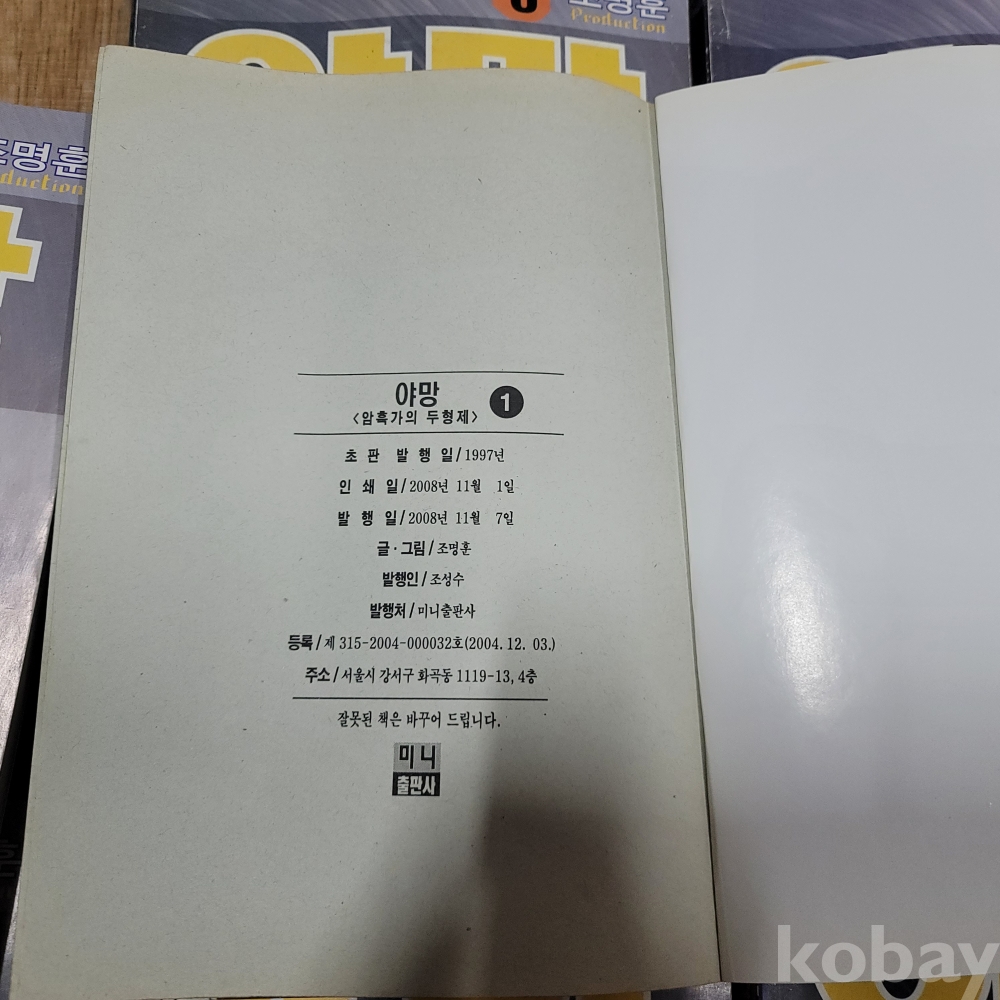 조명훈
Production
명훈
duction
야망
<암흑가의 두형제>
1
초 판 발 행 일/1997년
인 쇄 일/2008년 11월 1일
발 행 일/2008년 11월 7일
글·그림/조명훈
발행인/조성수
발행처/미니출판사
등록/제 315-2004-000032호(2004. 12. 03.)
주소/서울시 강서구 화곡동 1119-13, 4층
잘못된 책은 바꾸어 드립니다.
미니
출판사
kobay